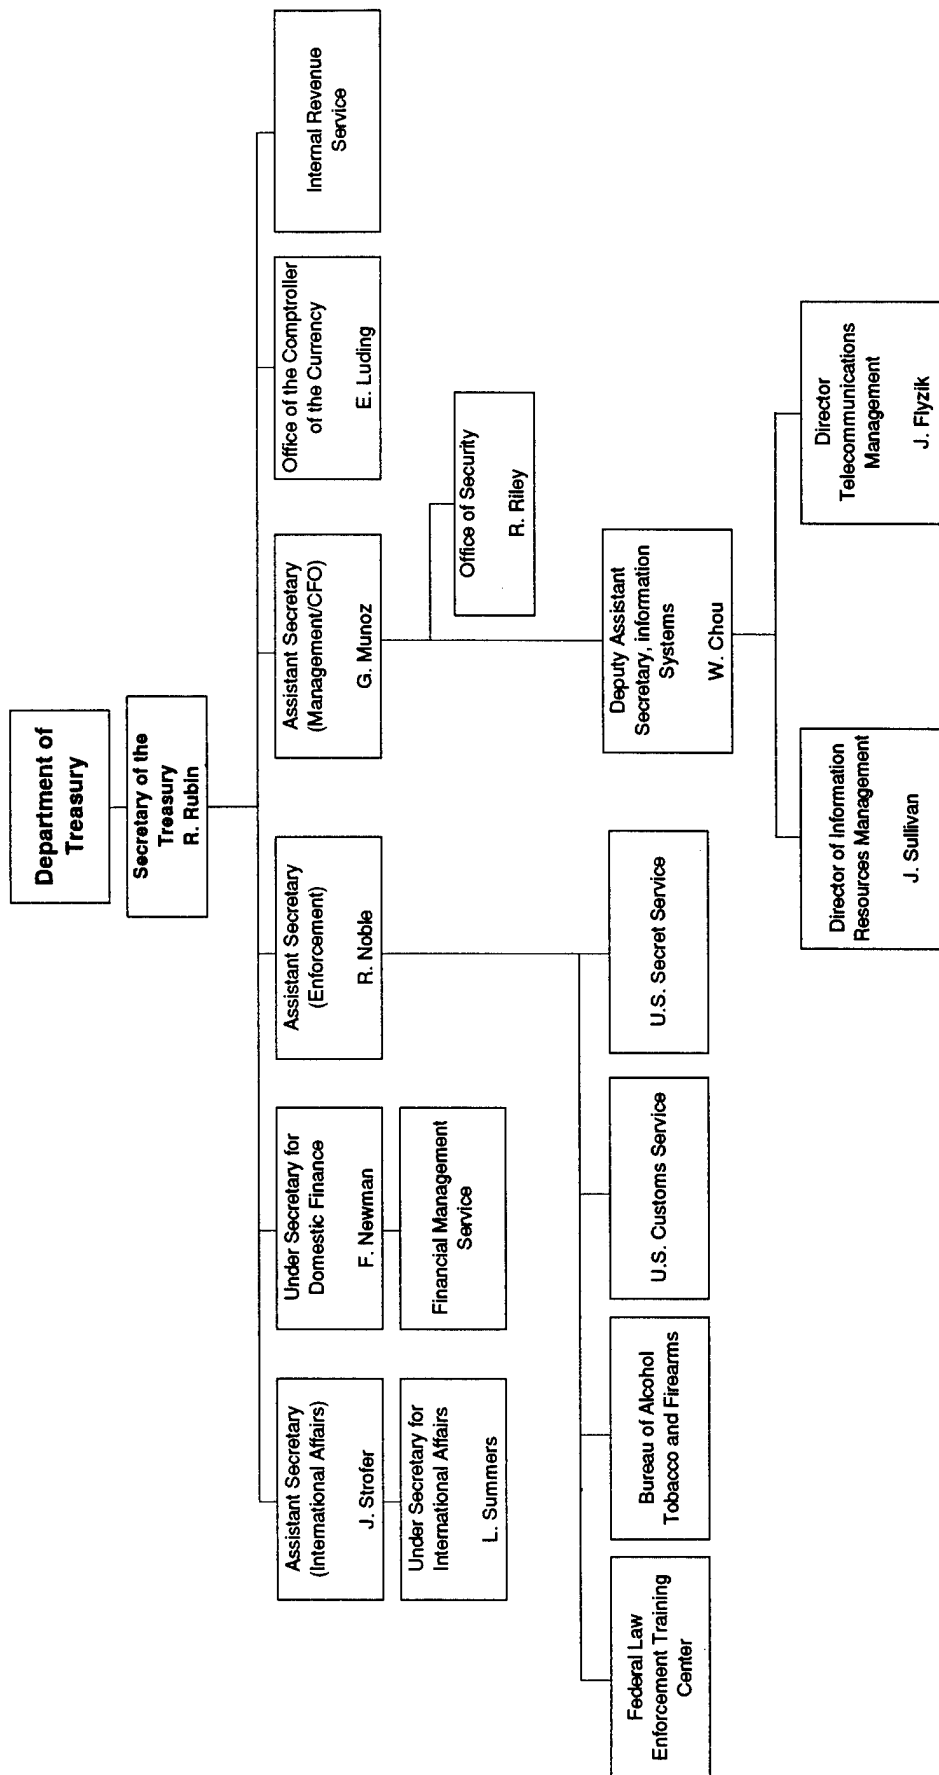 Department of
Treasury
Secretary of the
Treasury
R. Rubin
Assistant Secretary
(International Affairs)
J. Strofer
Under Secretary for
International Affairs
L. Summers
Under Secretary for
Domestic Finance
F. Newman
Financial Management
Service
Assistant Secretary
(Enforcement)
R. Noble
Federal Law
Enforcement Training
Center
Bureau of Alcohol
Tobacco and Firearms
U.S. Customs Service
U.S. Secret Service
Assistant Secretary
(Management/CFO)
G. Munoz
Office of Security
R. Riley
Deputy Assistant
Secretary, information
Systems
W. Chou
Director of Information
Resources Management
J. Sullivan
Director
Telecommunications
Management
J. Flyzik
Office of the Comptroller
of the Currency
E. Luding
Internal Revenue
Service